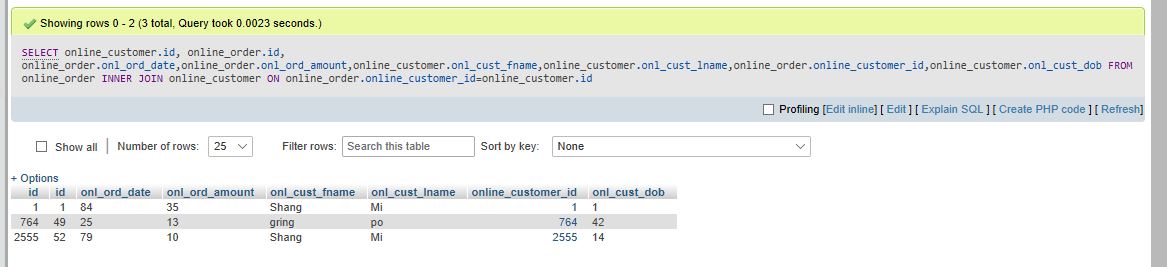 Showing rows 0 - 2 (3 total, Query took 0.0023 seconds.)
SELECT online_customer.id, online_order.id,
online_order.onl_ord_date,online_order.onl_ord_amount,online_customer.onl_cust_fname,online_customer.onl_cust_lname,online_order.online_customer_id,online_customer.onl_cust_dob FROM
online_order INNER JOIN online_customer ON online_order.online_customer_id=online_customer.id
Profiling [Edit inline] [ Edit ] [ Explain SQL ] [ Create PHP code ] [ Refresh]
Show all | Number of rows: 25 Filter rows: Search this table Sort by key: None
+ Options
id id onl_ord_date onl_ord_amount onl_cust_fname onl_cust_lname online_customer_id onl_cust_dob
1 1 84 35 Shang Mi 1 1
764 49 25 13 gring po 764 42
2555 52 79 10 Shang Mi 2555 14